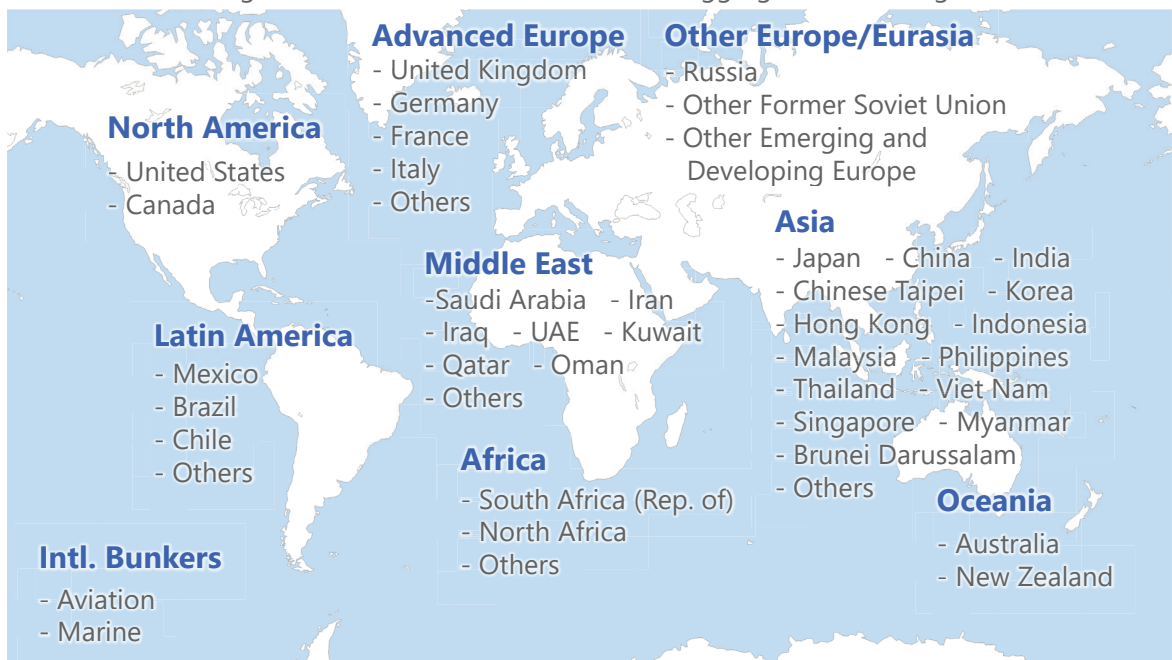 Advanced Europe
- United Kingdom
- Germany
- France
- Italy
- Others
Other Europe/Eurasia
- Russia
- Other Former Soviet Union
- Other Emerging and
Developing Europe
North America
- United States
- Canada
Asia
- Japan - China - India
- Chinese Taipei - Korea
- Hong Kong - Indonesia
- Malaysia - Philippines
- Thailand - Viet Nam
- Singapore - Myanmar
- Brunei Darussalam
- Others
Middle East
-Saudi Arabia - Iran
- Iraq - UAE - Kuwait
- Qatar - Oman
- Others
Latin America
- Mexico
- Brazil
- Chile
- Others
Africa
- South Africa (Rep. of)
- North Africa
- Others
Oceania
- Australia
- New Zealand
Intl. Bunkers
- Aviation
- Marine